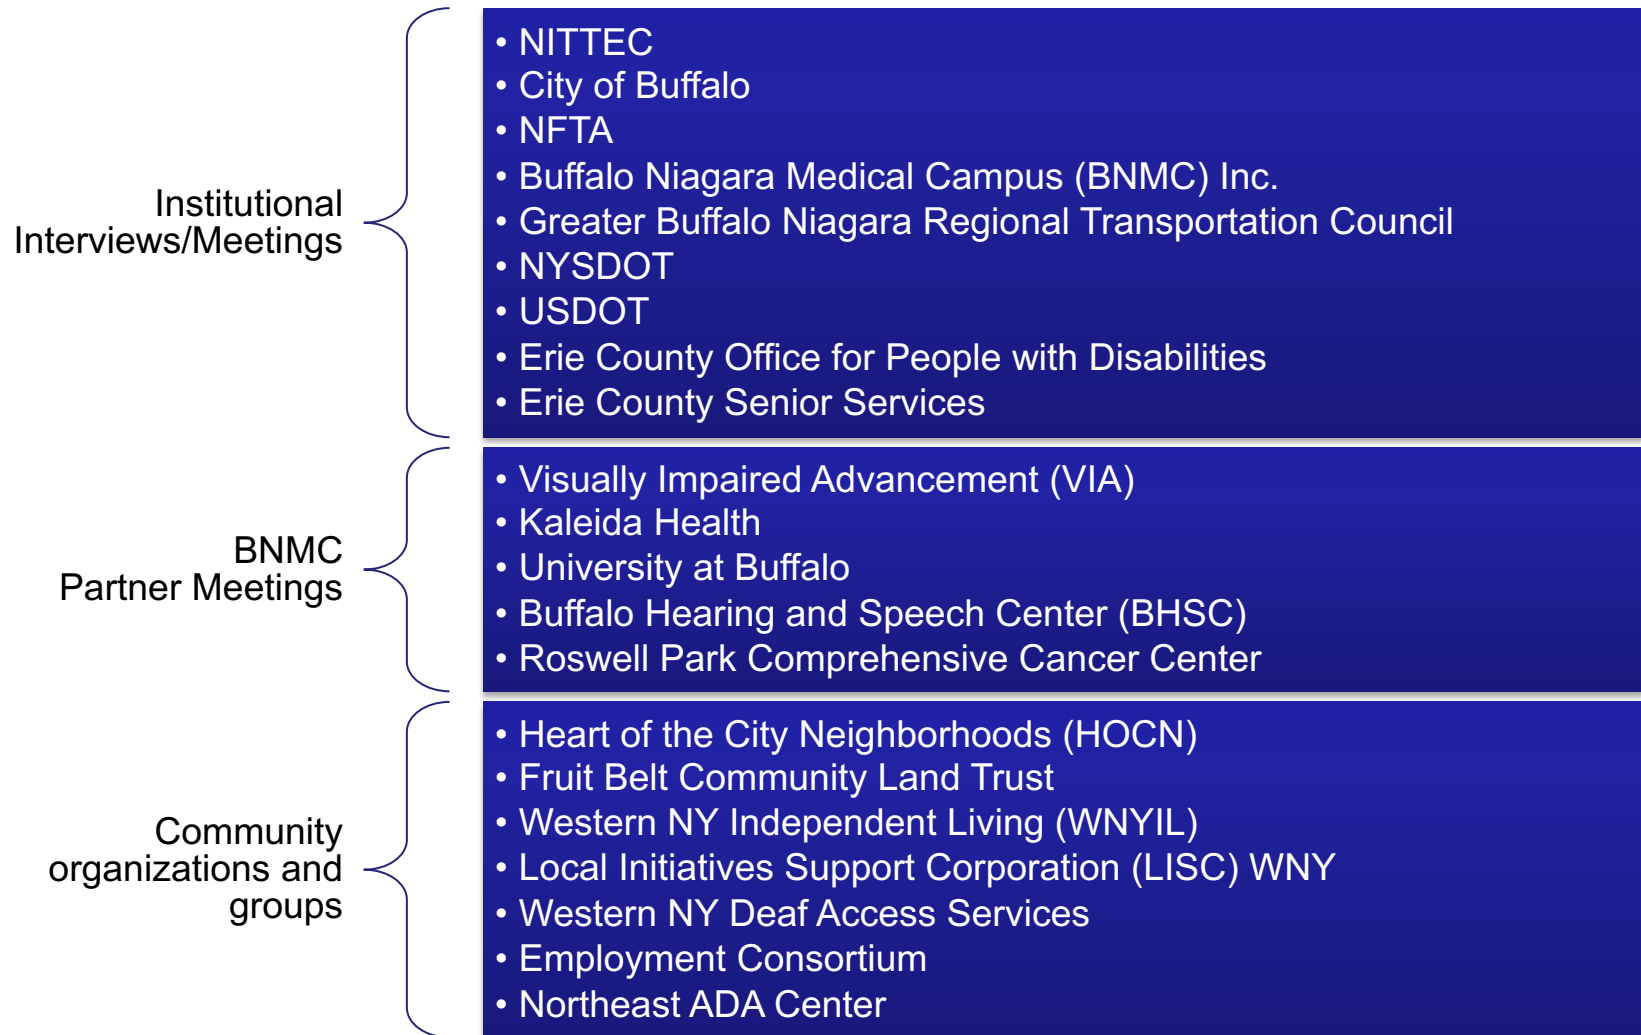 Institutional
Interviews/Meetings
• NITTEC
• City of Buffalo
• NFTA
• Buffalo Niagara Medical Campus (BNMC) Inc.
• Greater Buffalo Niagara Regional Transportation Council
• NYSDOT
• USDOT
• Erie County Office for People with Disabilities
• Erie County Senior Services
BNMC
Partner Meetings
• Visually Impaired Advancement (VIA)
• Kaleida Health
• University at Buffalo
• Buffalo Hearing and Speech Center (BHSC)
• Roswell Park Comprehensive Cancer Center
Community
organizations and
groups
• Heart of the City Neighborhoods (HOCN)
• Fruit Belt Community Land Trust
• Western NY Independent Living (WNYIL)
• Local Initiatives Support Corporation (LISC) WNY
• Western NY Deaf Access Services
• Employment Consortium
• Northeast ADA Center